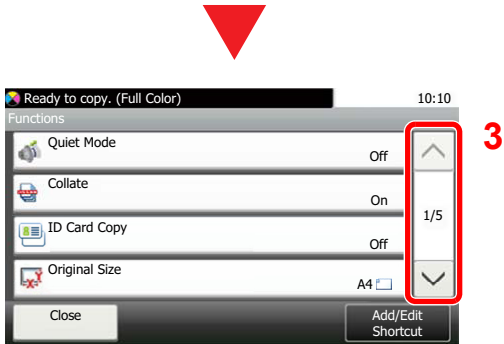 Ready to copy. (Full Color)
10:10
Functions
Quiet Mode
Off
3
Collate
On
1/5
ID Card Copy
Off
Original Size
A4
Close
Add/Edit
Shortcut